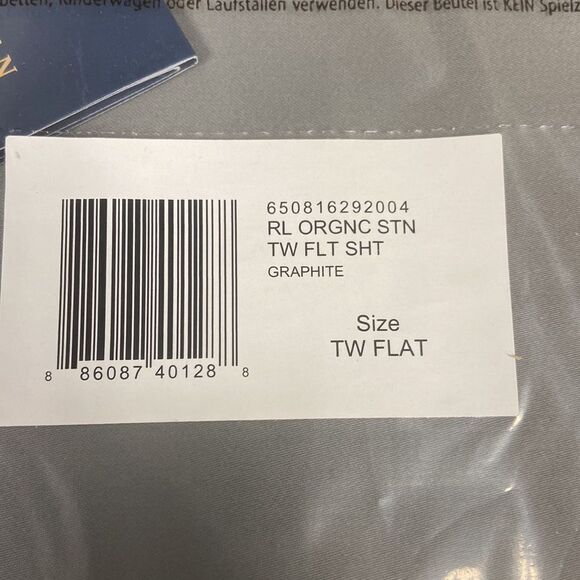 Betten, Kinderwagen oder Laufställen verwenden. Dieser Beutel ist KEIN Spielz
EN
650816292004
RL ORGNC STN
TW FLT SHT
GRAPHITE
Size
TW FLAT
8 86087 40128 8